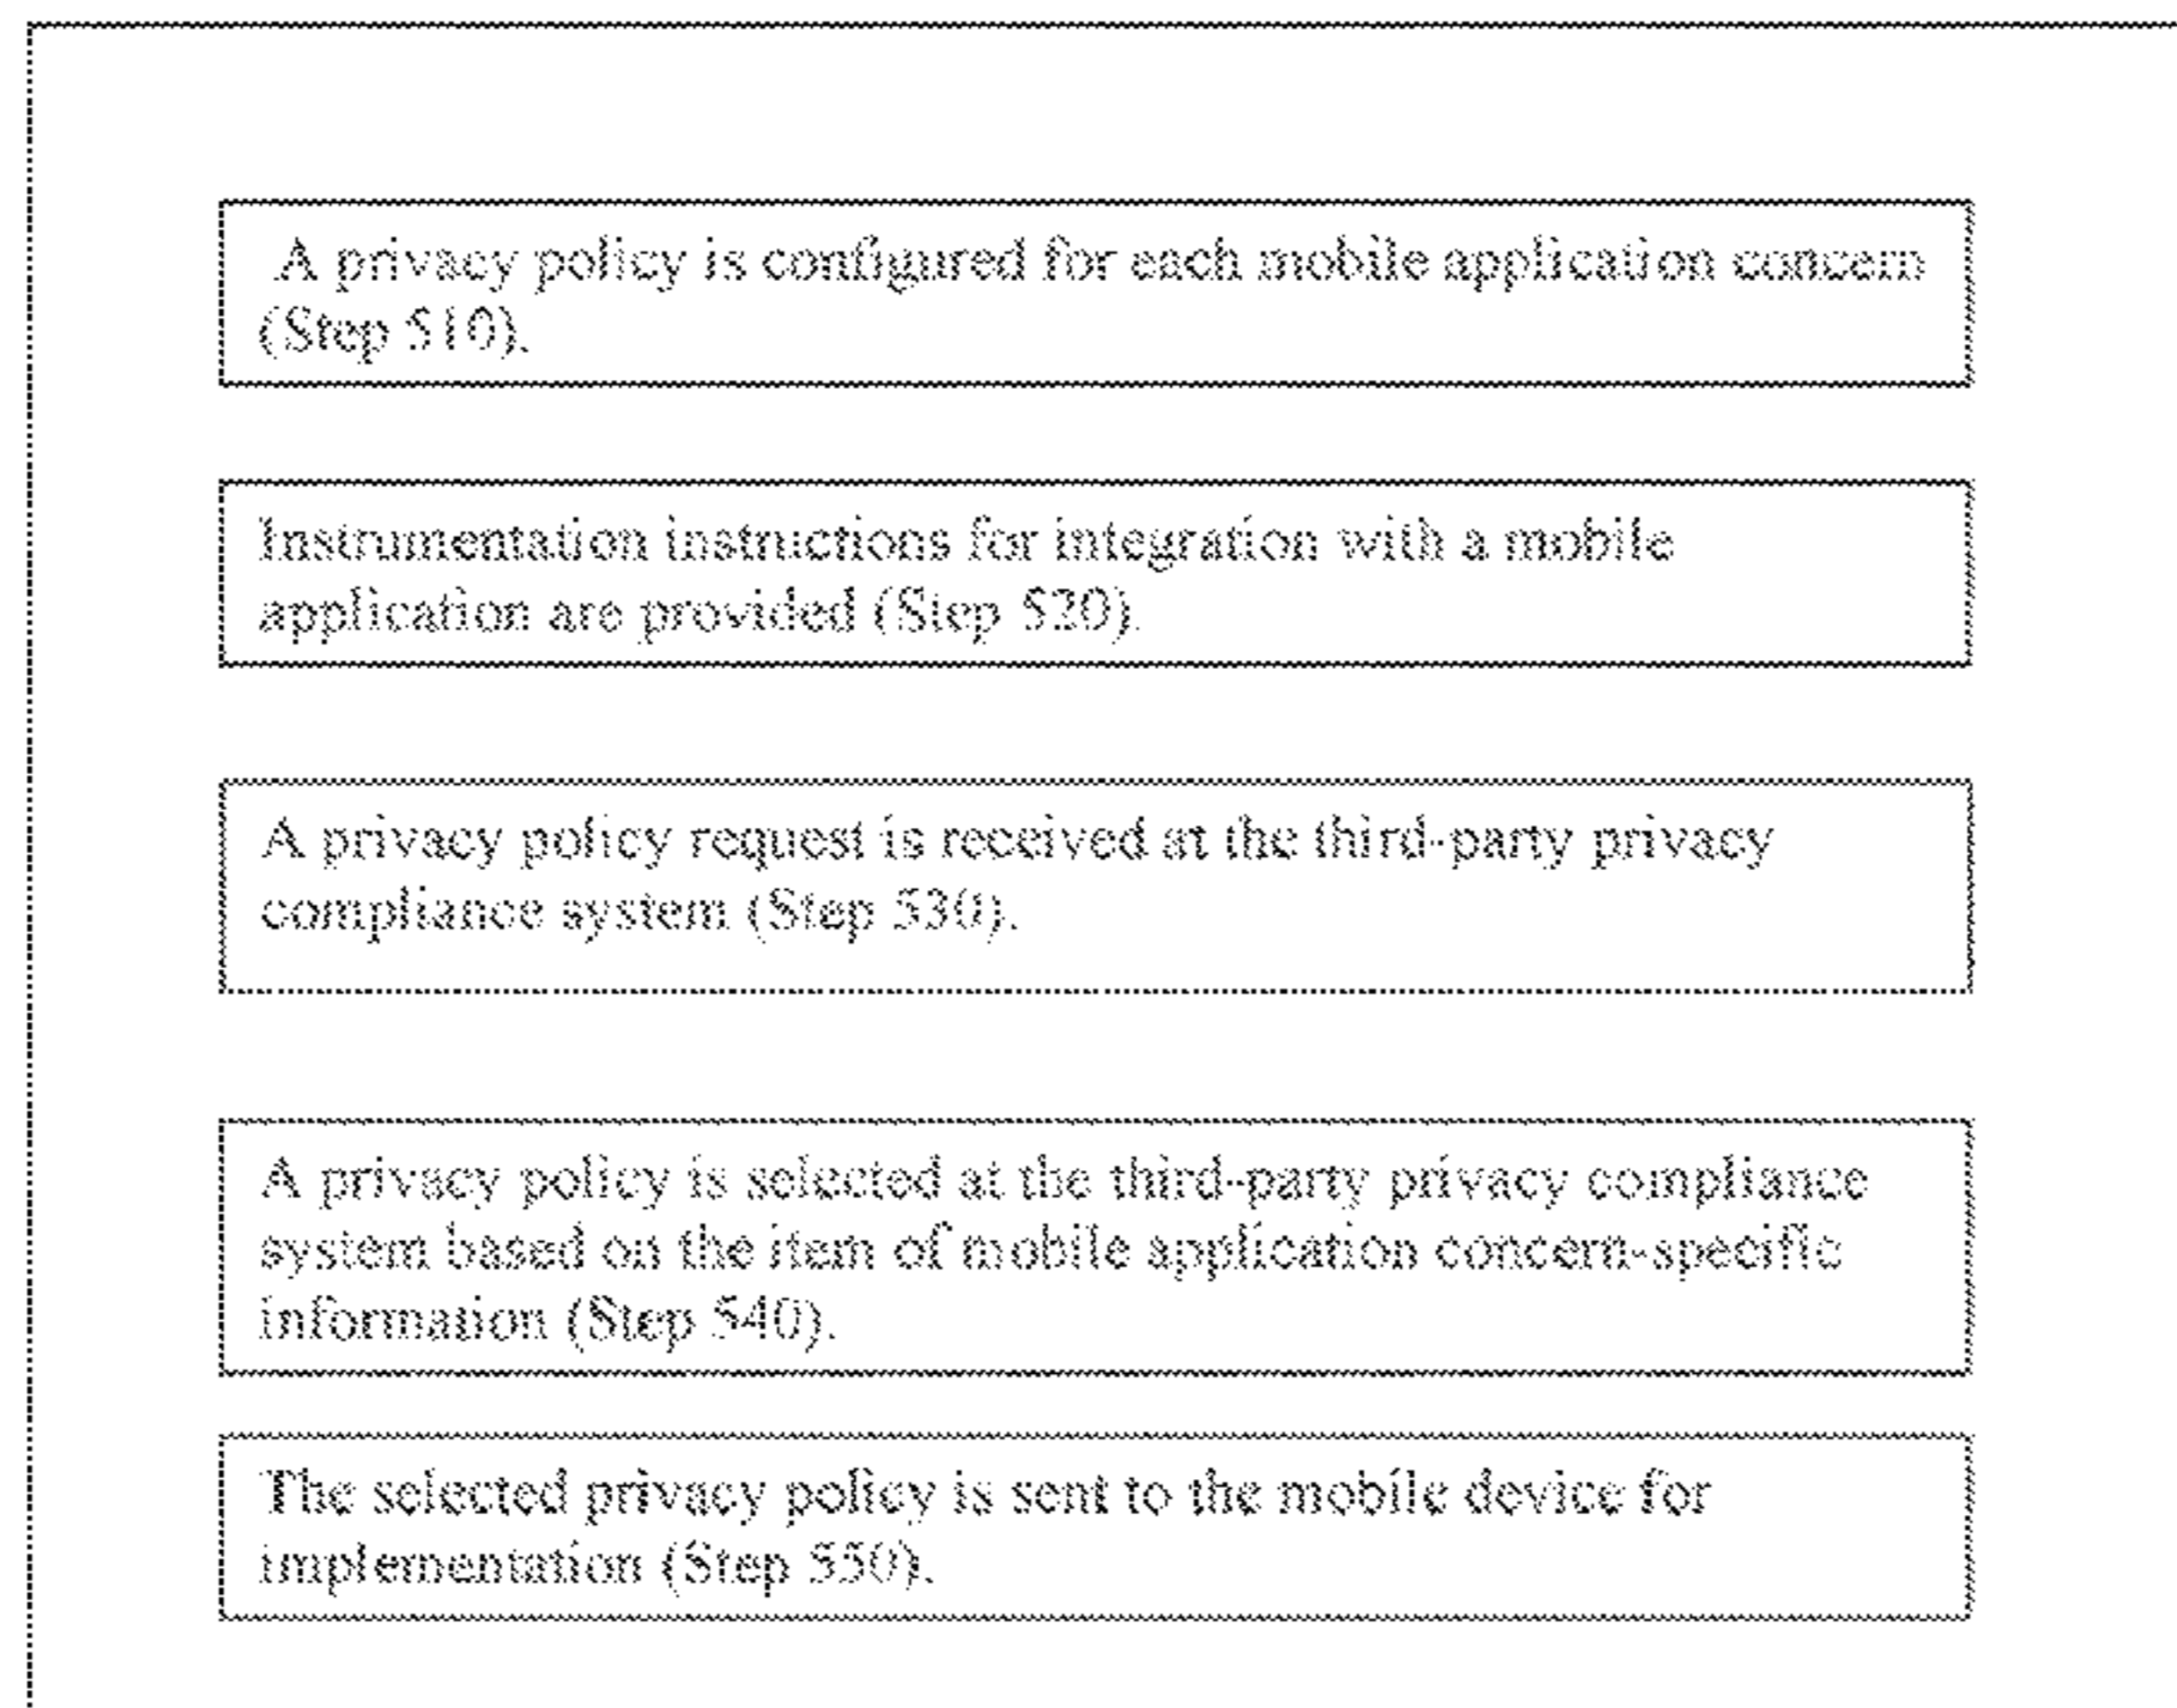 A privacy policy is configured for each mobile application concern
(Step 510).
Instrumentation instructions for integration with a mobile
application are provided (Step 520).
A privacy policy request is received at the third-party privacy
compliance system (Step 530).
A privacy policy is selected at the third-party privacy compliance
system based on the item of mobile application concern-specific
information (Step 540).
The selected privacy policy is sent to the mobile device for
implementation (Step 550).